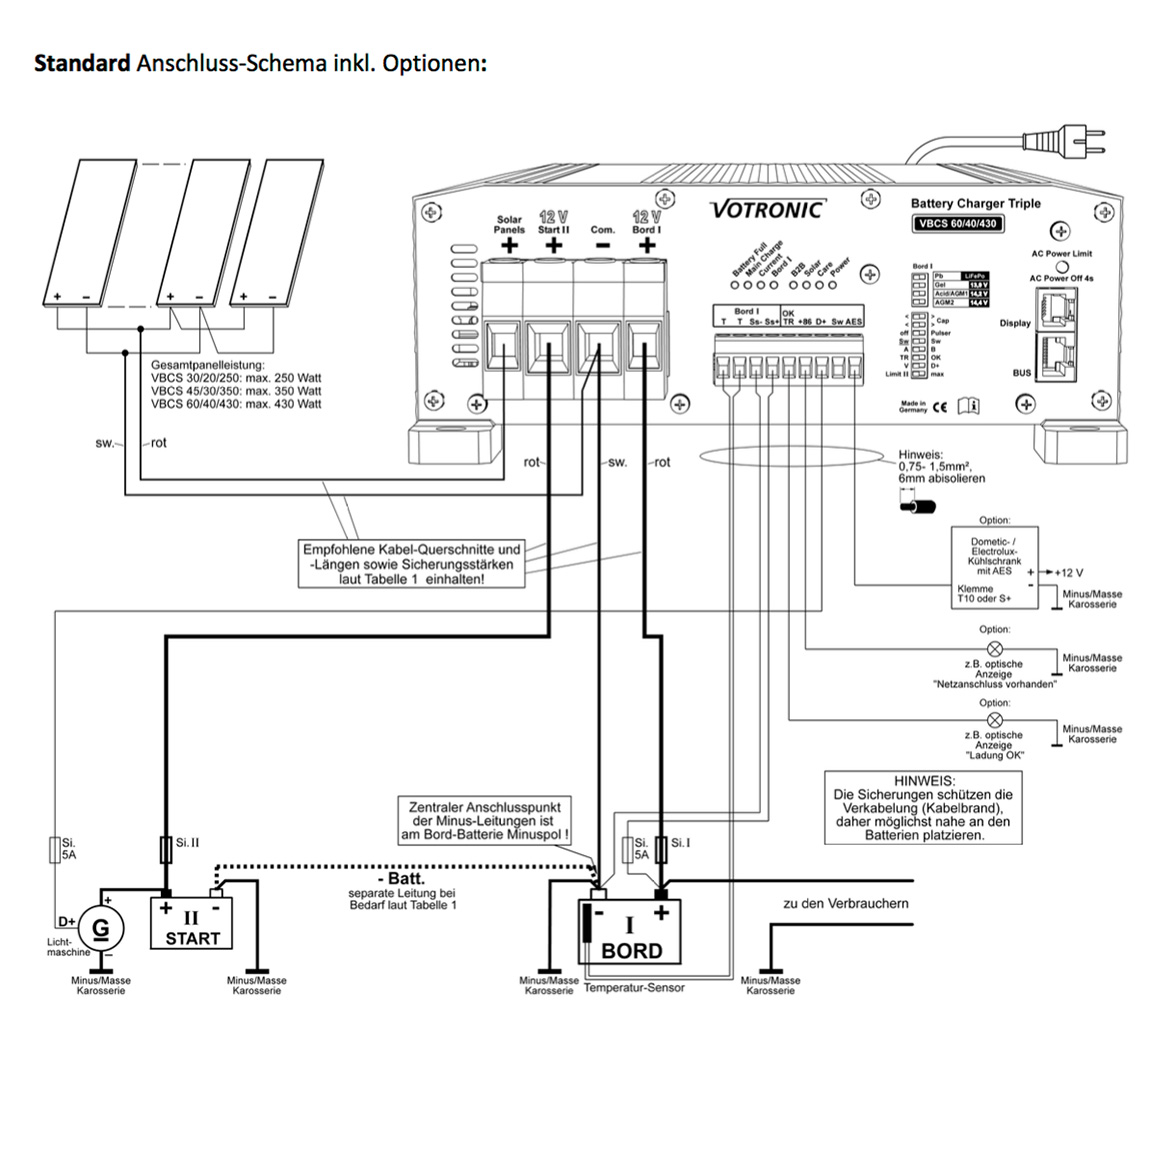 Standard Anschluss-Schema inkl. Optionen:
Solar
Panels
+
12 V
Start II
+
Com.
−
12 V
Bord I
+
VOTRONIC
Battery Charger Triple
VBCS 60/40/430
AC Power Limit
AC Power Off 4s
Battery Full
Main Charge
Current
Bord I
B2B
Solar
Care
Power
Bord I
OK
T T Ss- Ss+ TR +86 D+ Sw AES
Bord I
Pb LiFePo
Gel
Acid/AGM1
AGM2
< >
< > Cap
off Pulser
Sw Sw
A B
TR OK
V D+
Limit II max
Display
BUS
Made in
Germany CE i
+ − + − + −
Gesamtpanelleistung:
VBCS 30/20/250: max. 250 Watt
VBCS 45/30/350: max. 350 Watt
VBCS 60/40/430: max. 430 Watt
sw. rot
rot sw. rot
Hinweis:
0,75- 1,5mm²,
6mm abisolieren
Empfohlene Kabel-Querschnitte und
-Längen sowie Sicherungsstärken
laut Tabelle 1 einhalten!
Option:
Dometic- /
Electrolux-
Kühlschrank
mit AES
Klemme
T10 oder S+
+ +12 V
-
Minus/Masse
Karosserie
Option:
z.B. optische
Anzeige
"Netzanschluss vorhanden"
Minus/Masse
Karosserie
Option:
z.B. optische
Anzeige
"Ladung OK"
Minus/Masse
Karosserie
HINWEIS:
Die Sicherungen schützen die
Verkabelung (Kabelbrand),
daher möglichst nahe an den
Batterien platzieren.
Zentraler Anschlusspunkt
der Minus-Leitungen ist
am Bord-Batterie Minuspol !
Si.
5A
Si. II
Si.
5A
Si. I
- Batt.
separate Leitung bei
Bedarf laut Tabelle 1
D+
+
G
−
Licht-
maschine
+ II -
START
- I +
BORD
zu den Verbrauchern
Minus/Masse
Karosserie
Minus/Masse
Karosserie
Minus/Masse
Karosserie
Temperatur-Sensor
Minus/Masse
Karosserie